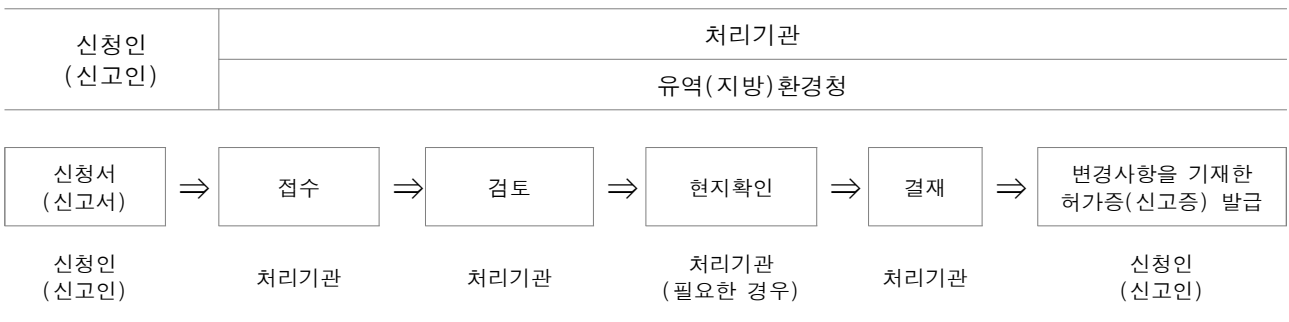 신청인
(신고인)
처리기관
유역(지방)환경청
신청서
(신고서)
⇒
접수
⇒
검토
⇒
현지확인
⇒
결재
⇒
변경사항을 기재한
허가증(신고증) 발급
신청인
(신고인)
처리기관
처리기관
처리기관
(필요한 경우)
처리기관
신청인
(신고인)